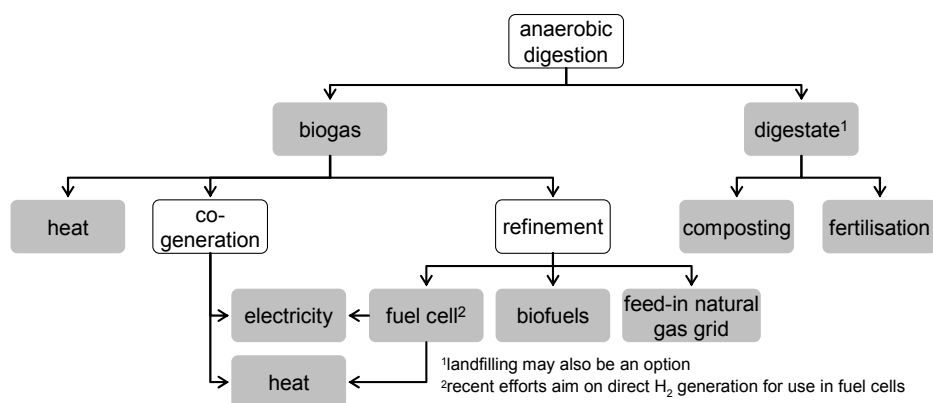 anaerobic
digestion
biogas
digestate¹
heat
co-
generation
refinement
composting
fertilisation
electricity
fuel cell²
biofuels
feed-in natural
gas grid
heat
¹landfilling may also be an option
²recent efforts aim on direct H₂ generation for use in fuel cells